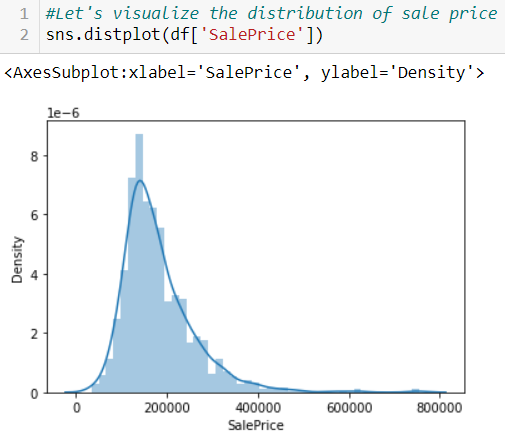 1 #Let's visualize the distribution of sale price
2 sns.distplot(df['SalePrice'])
<AxesSubplot:xlabel='SalePrice', ylabel='Density'>
1e−6
8
6
4
2
0
Density
0 200000 400000 600000 800000
SalePrice